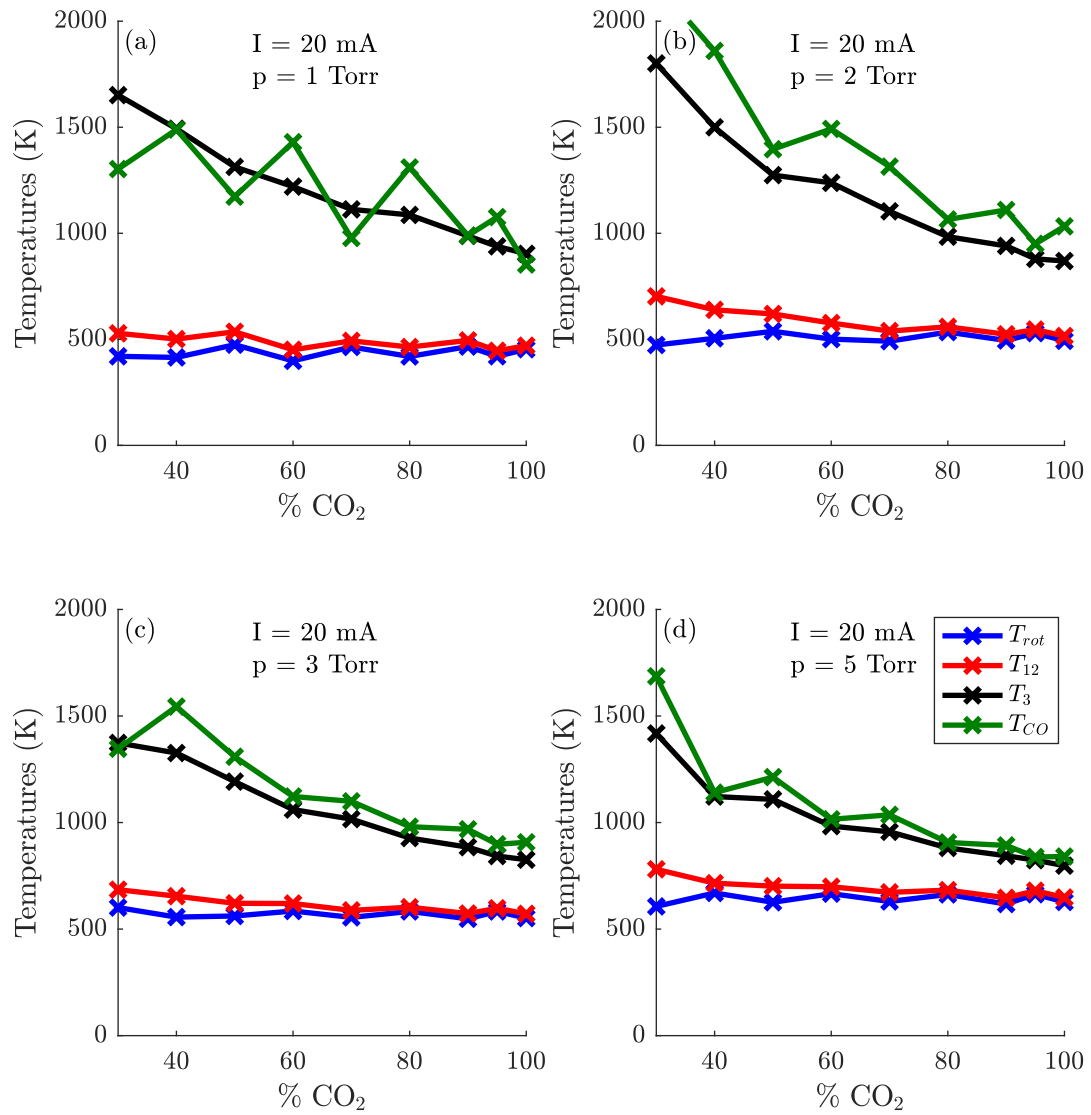 (a)
I = 20 mA
p = 1 Torr
Temperatures (K)
2000
1500
1000
500
0
40
60
80
100
% CO₂
(b)
I = 20 mA
p = 2 Torr
Temperatures (K)
2000
1500
1000
500
0
40
60
80
100
% CO₂
(c)
I = 20 mA
p = 3 Torr
Temperatures (K)
2000
1500
1000
500
0
40
60
80
100
% CO₂
(d)
I = 20 mA
p = 5 Torr
T_rot
T_12
T_3
T_CO
Temperatures (K)
2000
1500
1000
500
0
40
60
80
100
% CO₂